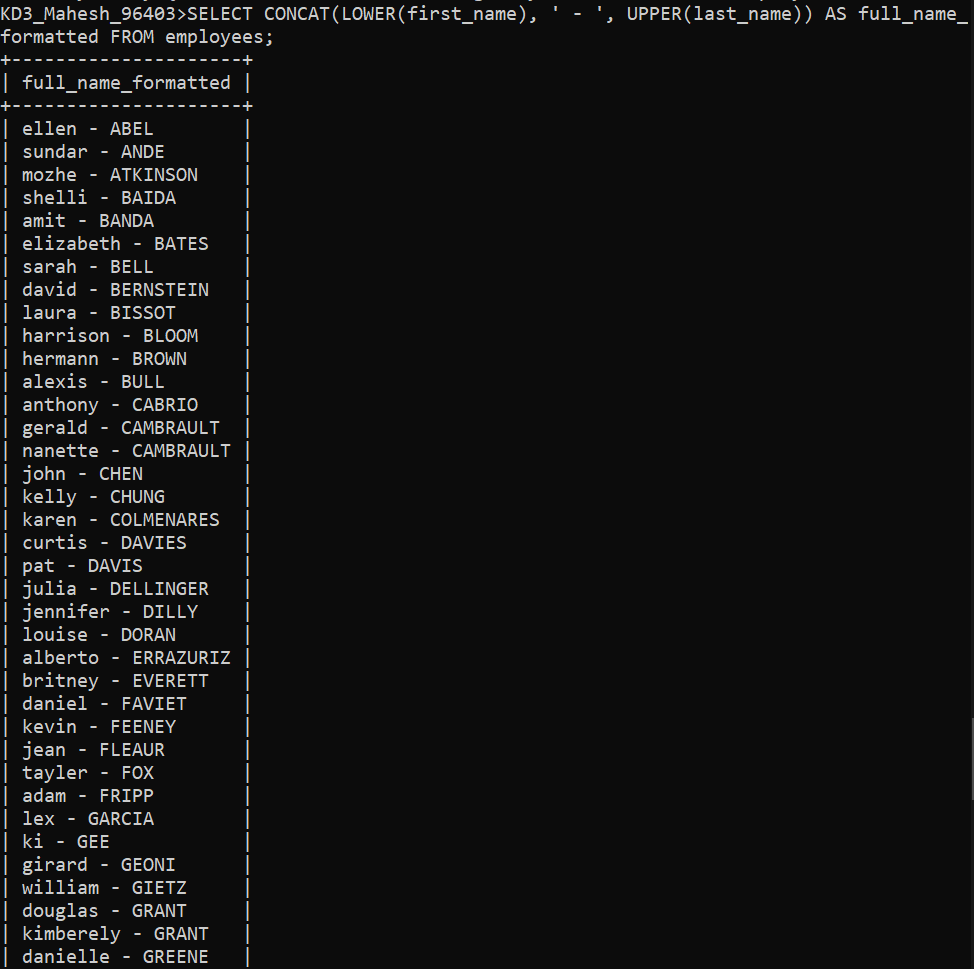 KD3_Mahesh_96403>SELECT CONCAT(LOWER(first_name), ' - ', UPPER(last_name)) AS full_name_
formatted FROM employees;
+---------------------+
| full_name_formatted |
+---------------------+
| ellen - ABEL        |
| sundar - ANDE       |
| mozhe - ATKINSON    |
| shelli - BAIDA      |
| amit - BANDA        |
| elizabeth - BATES   |
| sarah - BELL        |
| david - BERNSTEIN   |
| laura - BISSOT      |
| harrison - BLOOM    |
| hermann - BROWN     |
| alexis - BULL       |
| anthony - CABRIO    |
| gerald - CAMBRAULT  |
| nanette - CAMBRAULT |
| john - CHEN         |
| kelly - CHUNG       |
| karen - COLMENARES  |
| curtis - DAVIES     |
| pat - DAVIS         |
| julia - DELLINGER   |
| jennifer - DILLY    |
| louise - DORAN      |
| alberto - ERRAZURIZ |
| britney - EVERETT   |
| daniel - FAVIET     |
| kevin - FEENEY      |
| jean - FLEAUR       |
| tayler - FOX        |
| adam - FRIPP        |
| lex - GARCIA        |
| ki - GEE            |
| girard - GEONI      |
| william - GIETZ     |
| douglas - GRANT     |
| kimberely - GRANT   |
| danielle - GREENE   |